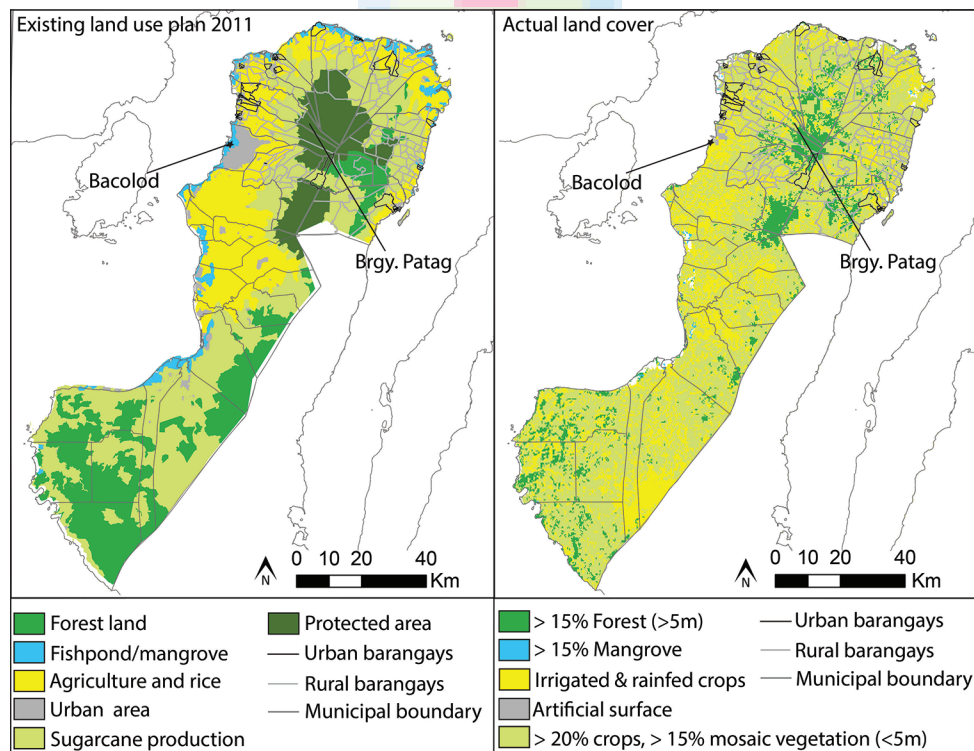 Existing land use plan 2011
Bacolod
Brgy. Patag
N
0 10 20 40
Km
Forest land
Fishpond/mangrove
Agriculture and rice
Urban area
Sugarcane production
Protected area
Urban barangays
Rural barangays
Municipal boundary
Actual land cover
Bacolod
Brgy. Patag
N
0 10 20 40
Km
> 15% Forest (>5m)
> 15% Mangrove
Irrigated & rainfed crops
Artificial surface
> 20% crops, > 15% mosaic vegetation (<5m)
Urban barangays
Rural barangays
Municipal boundary